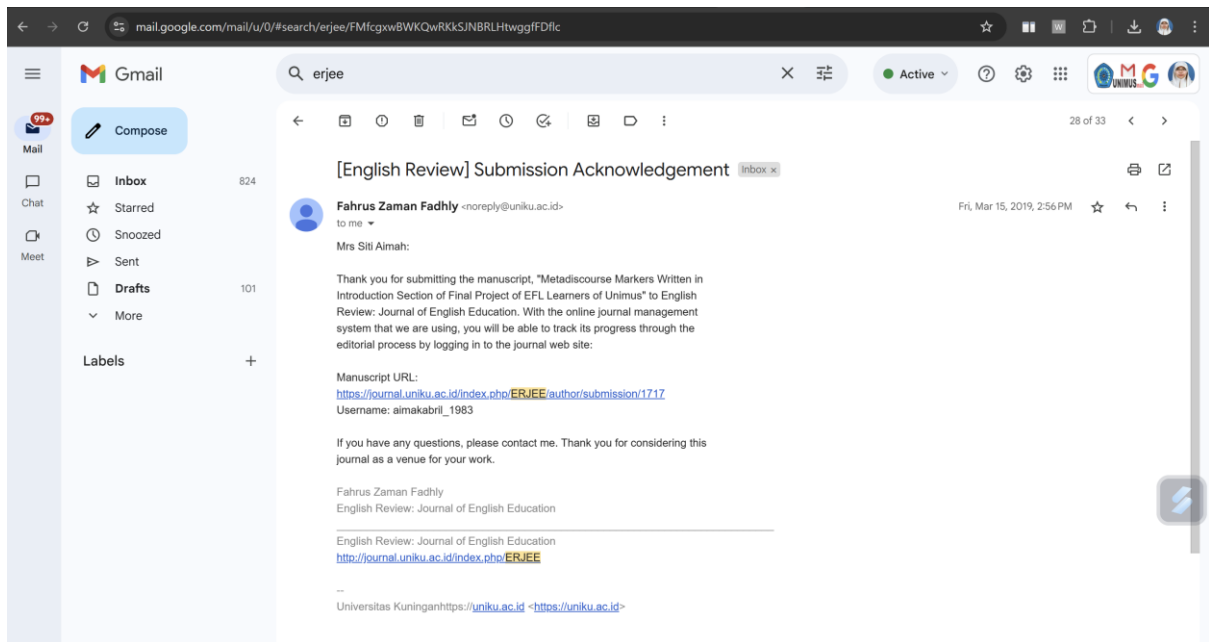 mail.google.com/mail/u/0/#search/erjee/FMfcgxwBWKQwRKkSJNBRLHtwggfFDflc
W
Gmail
erjee
Active
UNIMUS
M
G
99+
Mail
Chat
Meet
Compose
Inbox 824
Starred
Snoozed
Sent
Drafts 101
More
Labels
28 of 33
[English Review] Submission Acknowledgement Inbox x
Fahrus Zaman Fadhly <noreply@uniku.ac.id> Fri, Mar 15, 2019, 2:56 PM
to me
Mrs Siti Aimah:
Thank you for submitting the manuscript, "Metadiscourse Markers Written in
Introduction Section of Final Project of EFL Learners of Unimus" to English
Review: Journal of English Education. With the online journal management
system that we are using, you will be able to track its progress through the
editorial process by logging in to the journal web site:
Manuscript URL:
https://journal.uniku.ac.id/index.php/ERJEE/author/submission/1717
Username: aimakabril_1983
If you have any questions, please contact me. Thank you for considering this
journal as a venue for your work.
Fahrus Zaman Fadhly
English Review: Journal of English Education
English Review: Journal of English Education
http://journal.uniku.ac.id/index.php/ERJEE
--
Universitas Kuninganhttps://uniku.ac.id <https://uniku.ac.id>